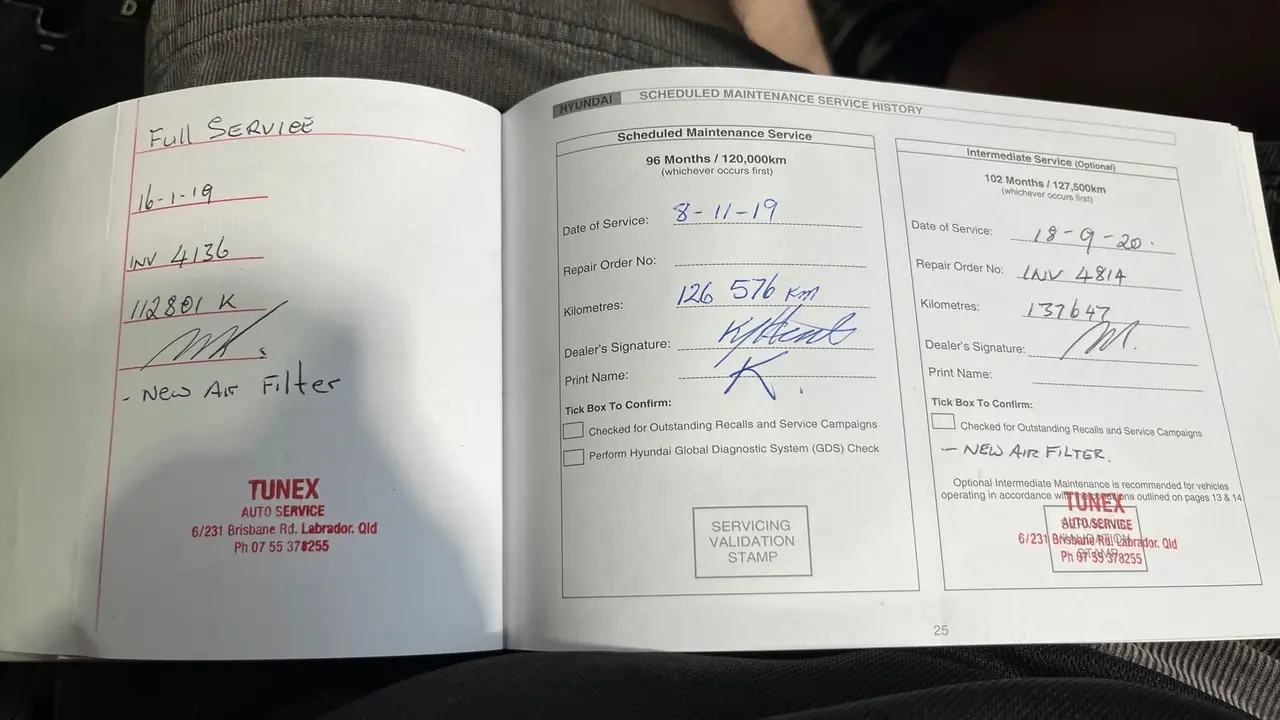 Full SERVICE
16-1-19
INV 4136
112801 K
- New Air Filter
TUNEX
AUTO SERVICE
6/231 Brisbane Rd. Labrador. Qld
Ph 07 55 378255
HYUNDAI SCHEDULED MAINTENANCE SERVICE HISTORY
Scheduled Maintenance Service
96 Months / 120,000km
(whichever occurs first)
Date of Service: 8-11-19
Repair Order No:
Kilometres: 126 576 km
Dealer's Signature:
Print Name: K.
Tick Box To Confirm:
Checked for Outstanding Recalls and Service Campaigns
Perform Hyundai Global Diagnostic System (GDS) Check
SERVICING
VALIDATION
STAMP
Intermediate Service (Optional)
102 Months / 127,500km
(whichever occurs first)
Date of Service: 18-9-20.
Repair Order No: INV 4814
Kilometres: 137647
Dealer's Signature:
Print Name:
Tick Box To Confirm:
Checked for Outstanding Recalls and Service Campaigns
- NEW AIR FILTER.
Optional Intermediate Maintenance is recommended for vehicles
operating in accordance with outlined on pages 13 & 14
TUNEX
AUTO SERVICE
6/231 Brisbane Rd. Labrador. Qld
Ph 07 55 378255
25